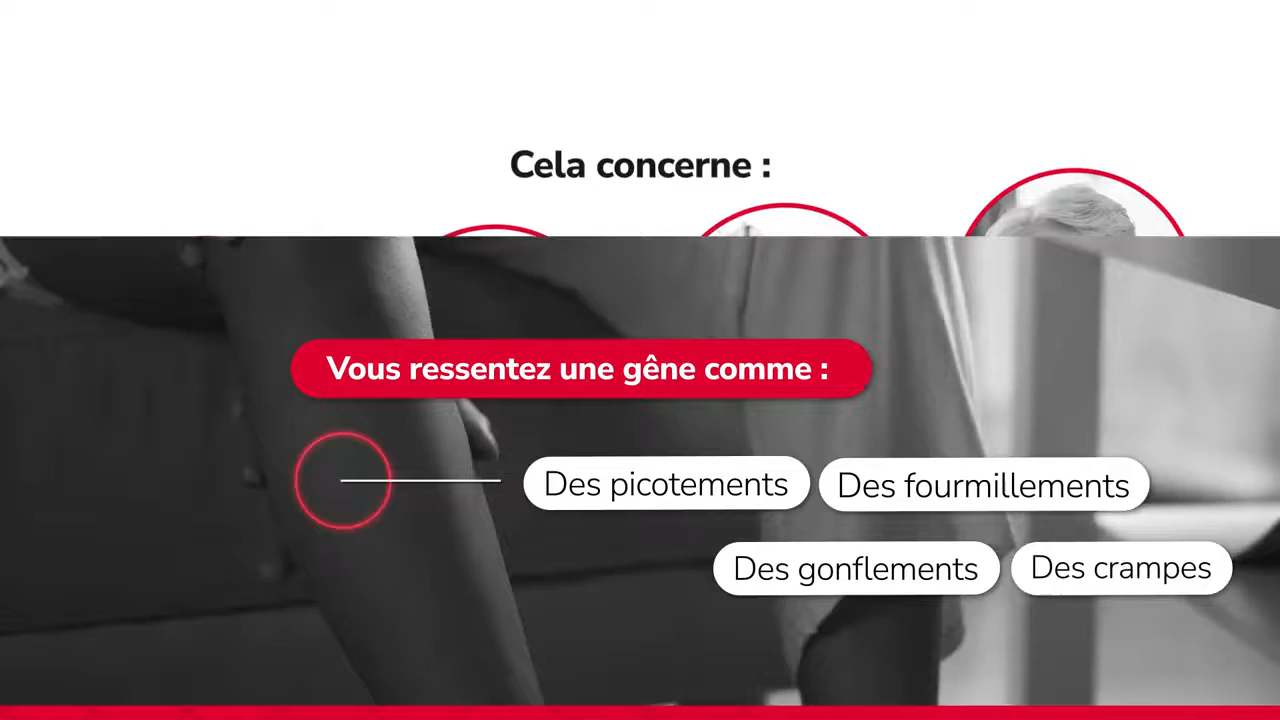 Cela concerne :
Vous ressentez une gêne comme :
Des picotements
Des fourmillements
Des gonflements
Des crampes